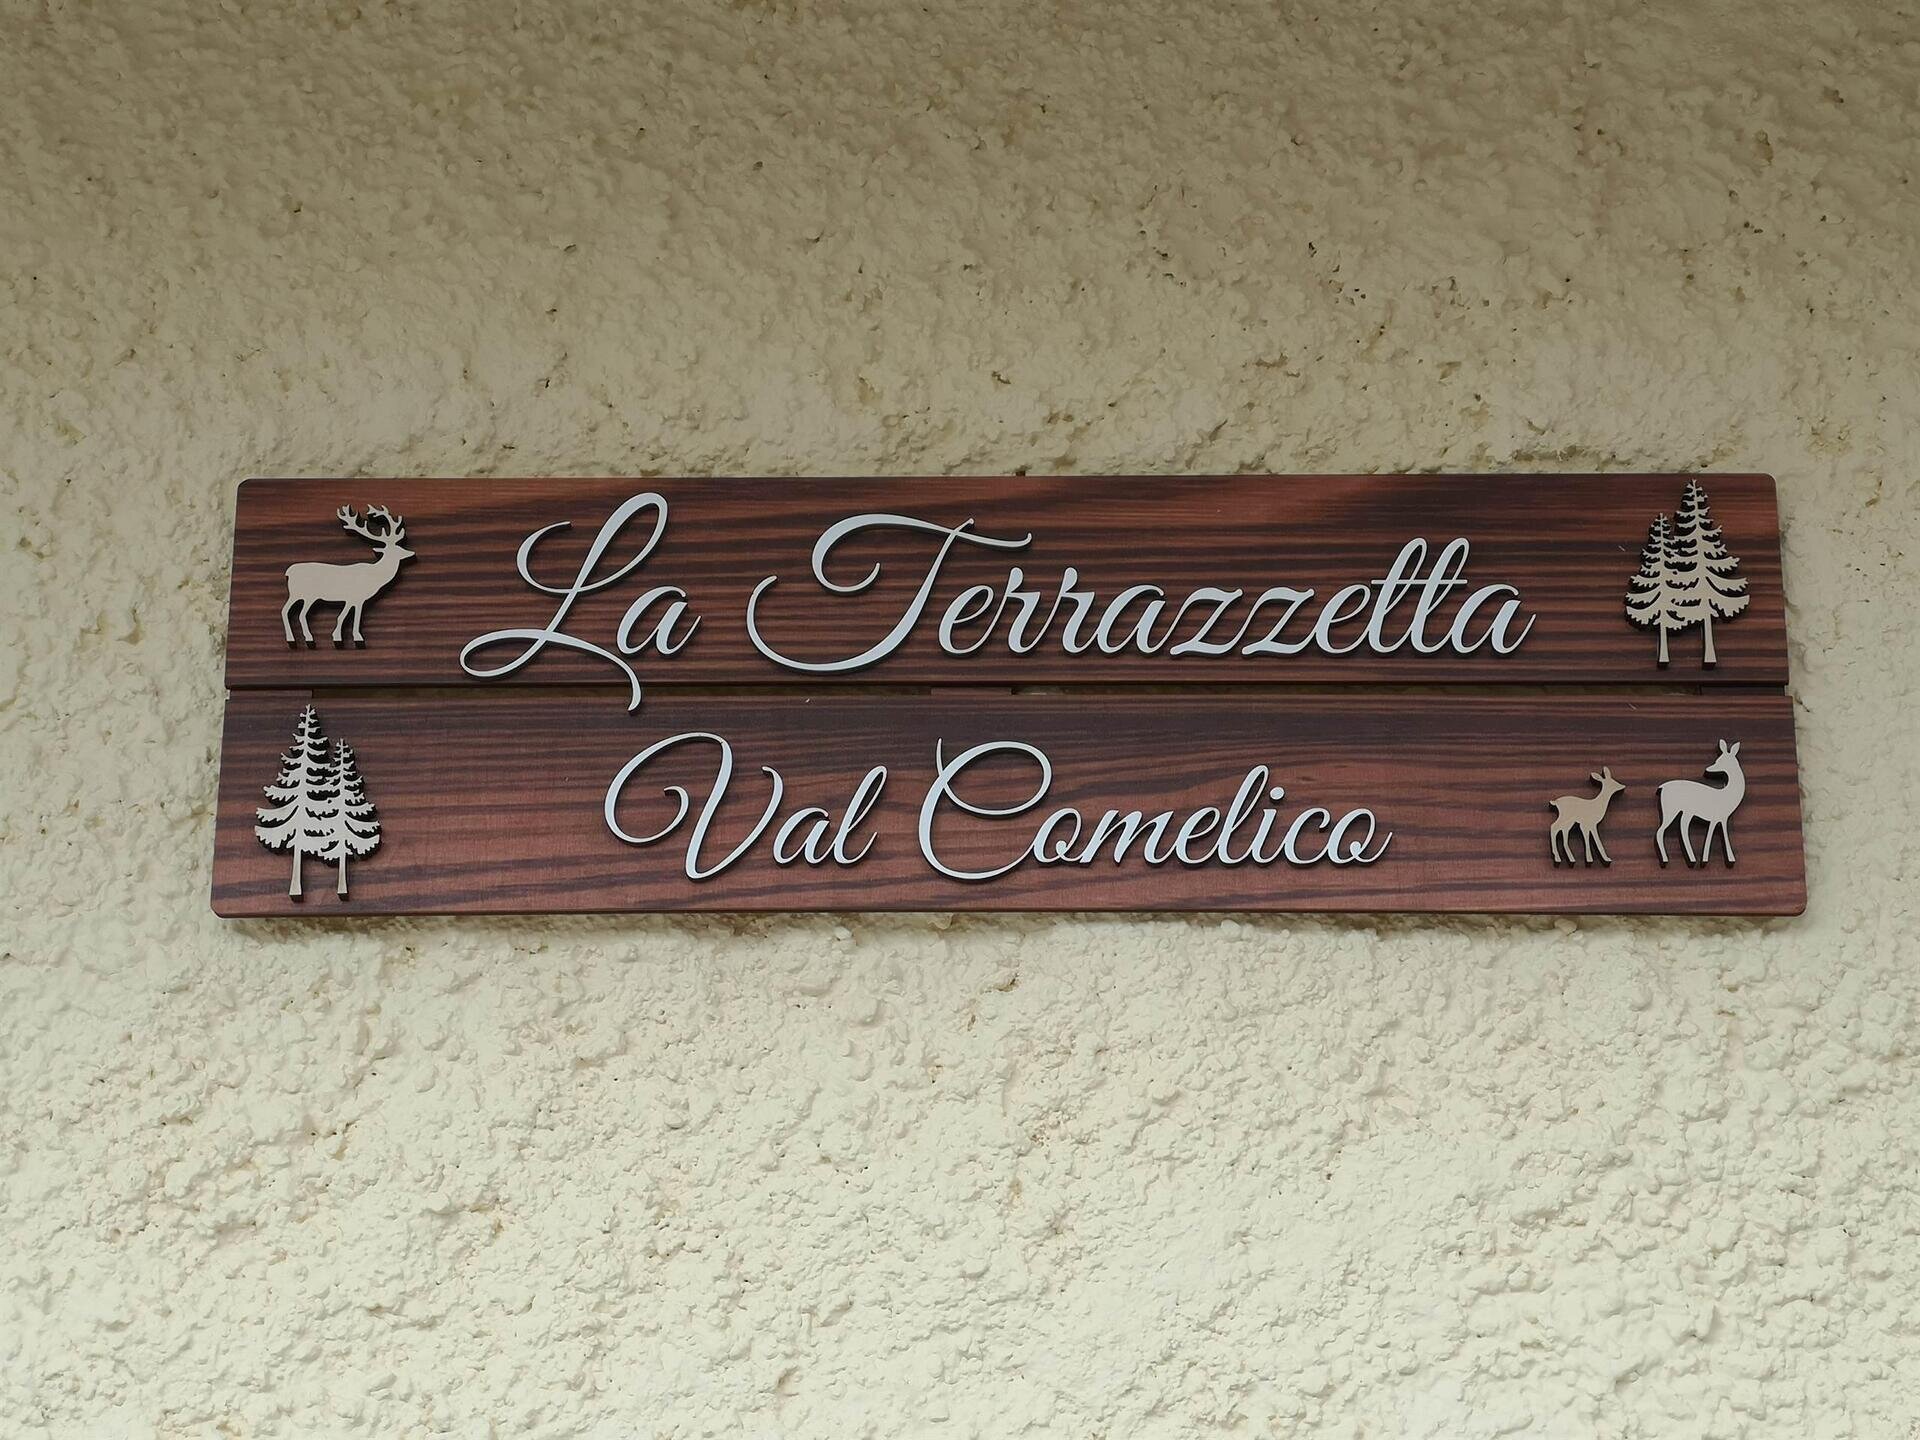 La Terrazzetta
Val Comelico